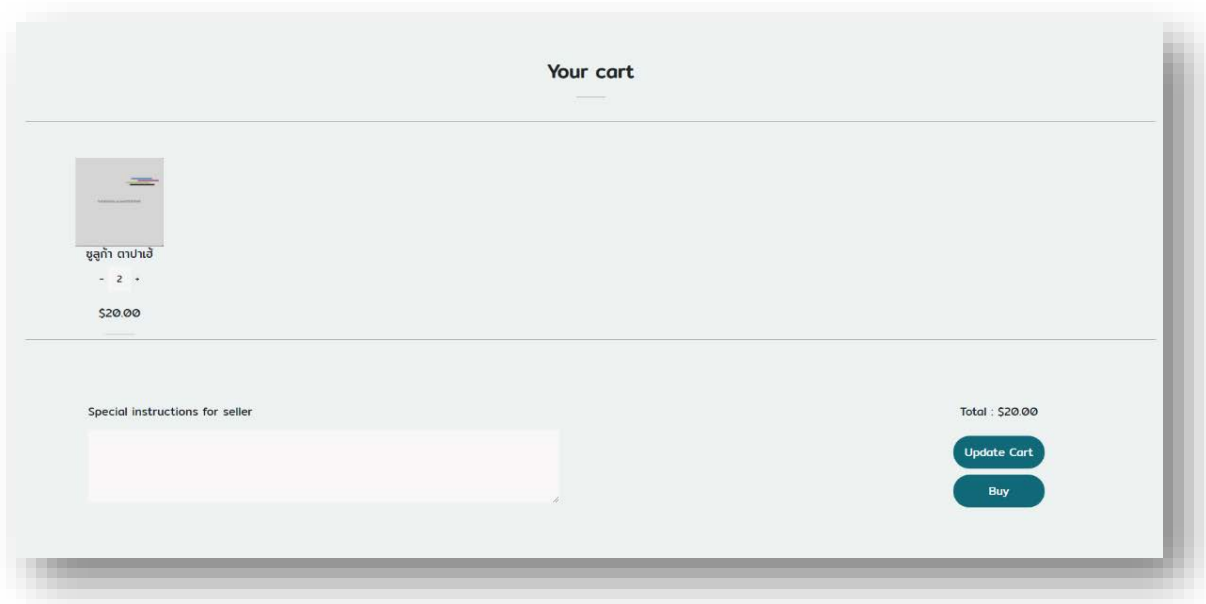 Your cart
ซูลูก้า ตาปาเฮ้
- 2 +
$20.00
Special instructions for seller
Total : $20.00
Update Cart
Buy